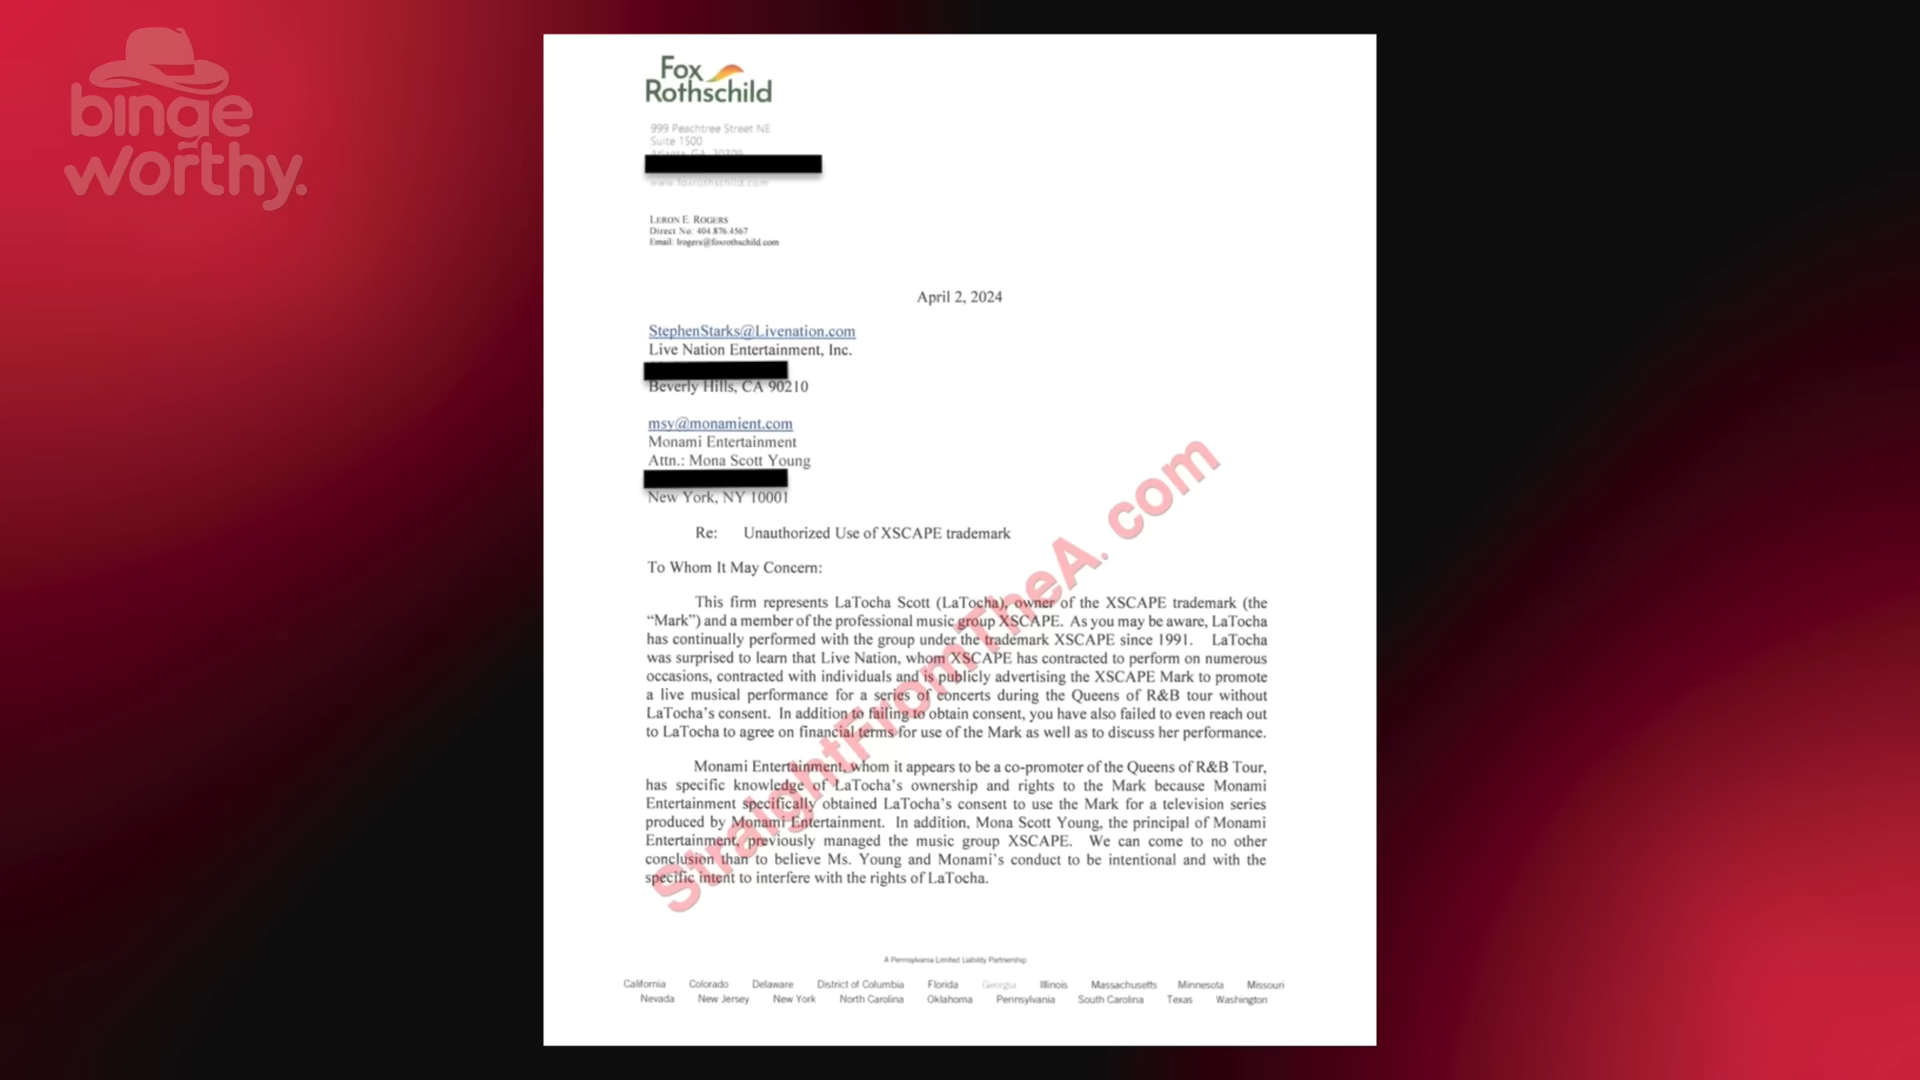 binge
worthy.
Fox
Rothschild
999 Peachtree Street NE
Suite 1500
Atlanta, GA 30309
www.foxrothschild.com
LERON E. ROGERS
Direct No: 404.876.4567
Email: lrogers@foxrothschild.com
April 2, 2024
StephenStarks@Livenation.com
Live Nation Entertainment, Inc.
Beverly Hills, CA 90210
msy@monamient.com
Monami Entertainment
Attn.: Mona Scott Young
New York, NY 10001
Re: Unauthorized Use of XSCAPE trademark
To Whom It May Concern:
This firm represents LaTocha Scott (LaTocha), owner of the XSCAPE trademark (the
“Mark”) and a member of the professional music group XSCAPE. As you may be aware, LaTocha
has continually performed with the group under the trademark XSCAPE since 1991. LaTocha
was surprised to learn that Live Nation, whom XSCAPE has contracted to perform on numerous
occasions, contracted with individuals and is publicly advertising the XSCAPE Mark to promote
a live musical performance for a series of concerts during the Queens of R&B tour without
LaTocha’s consent. In addition to failing to obtain consent, you have also failed to even reach out
to LaTocha to agree on financial terms for use of the Mark as well as to discuss her performance.
Monami Entertainment, whom it appears to be a co-promoter of the Queens of R&B Tour,
has specific knowledge of LaTocha’s ownership and rights to the Mark because Monami
Entertainment specifically obtained LaTocha’s consent to use the Mark for a television series
produced by Monami Entertainment. In addition, Mona Scott Young, the principal of Monami
Entertainment, previously managed the music group XSCAPE. We can come to no other
conclusion than to believe Ms. Young and Monami’s conduct to be intentional and with the
specific intent to interfere with the rights of LaTocha.
StraightFromTheA. com
A Pennsylvania Limited Liability Partnership
California Colorado Delaware District of Columbia Florida Georgia Illinois Massachusetts Minnesota Missouri
Nevada New Jersey New York North Carolina Oklahoma Pennsylvania South Carolina Texas Washington